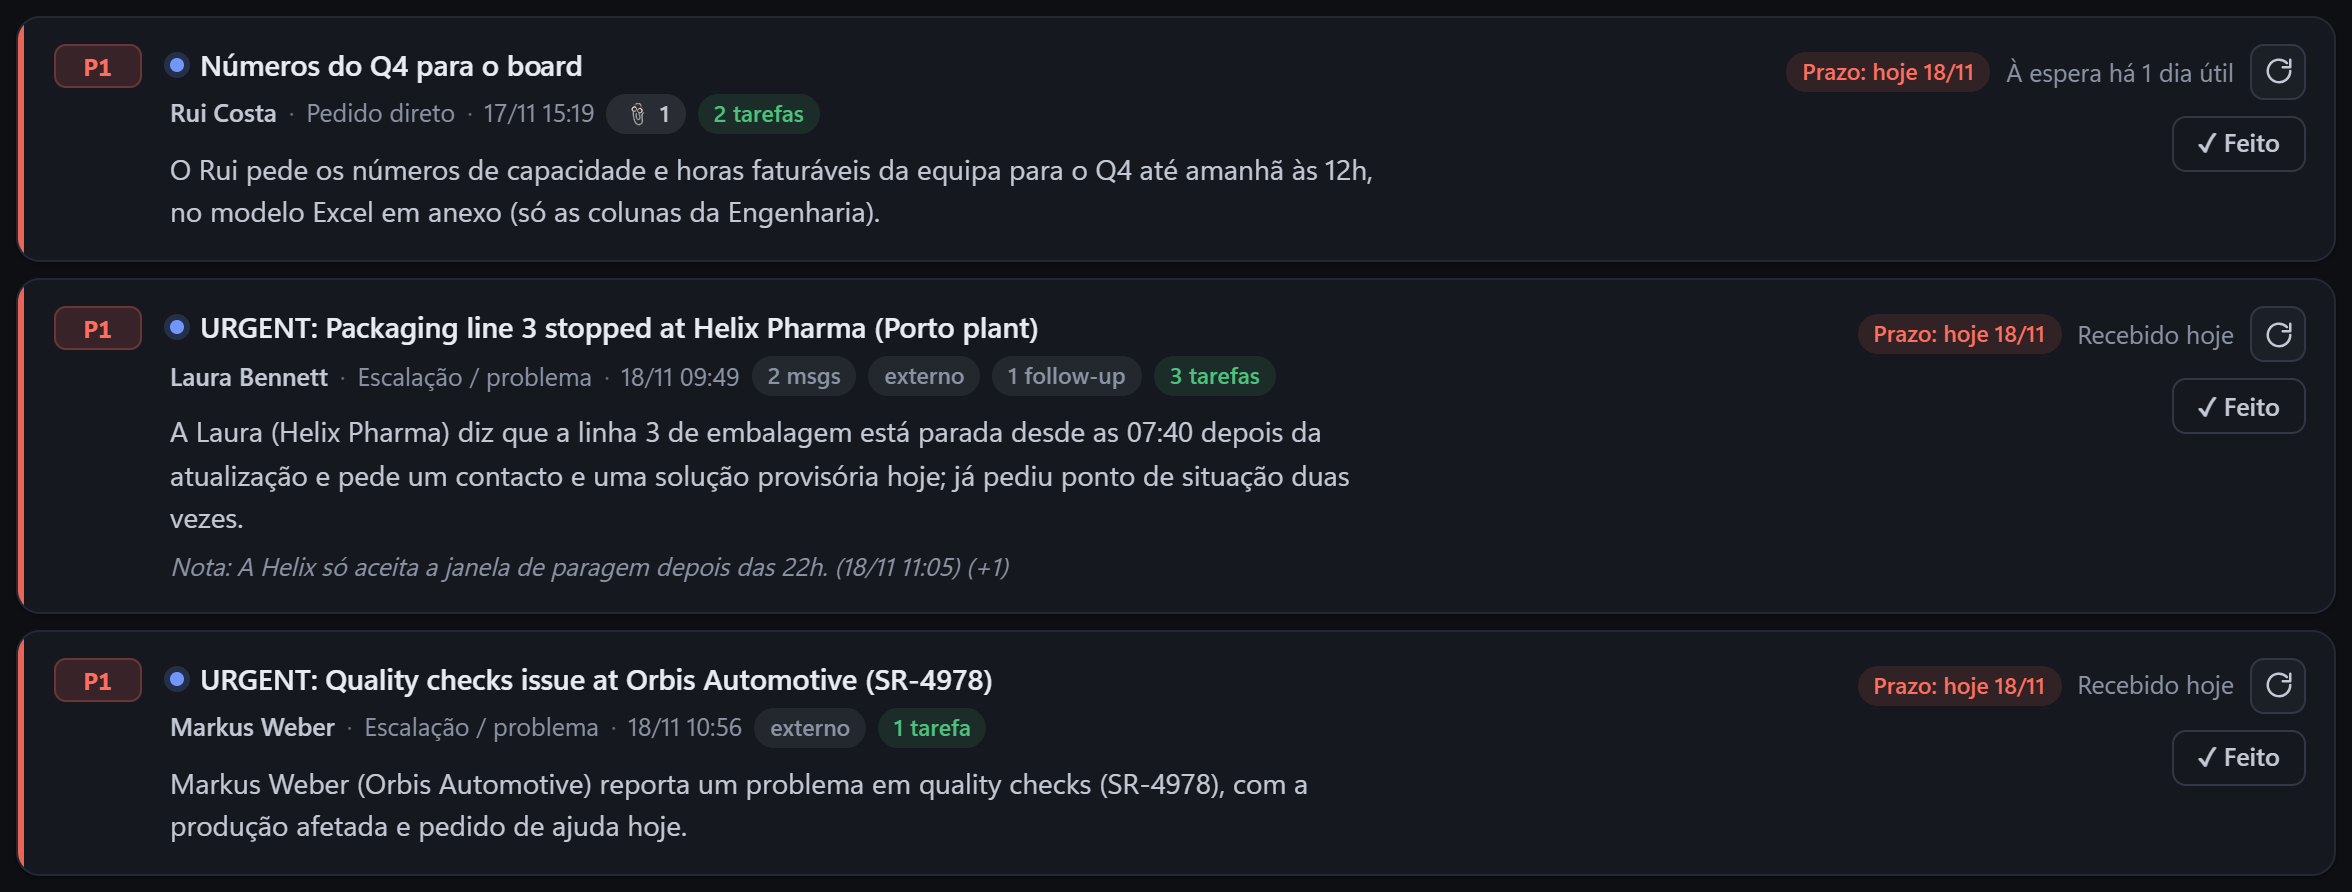 P1 Números do Q4 para o board Prazo: hoje 18/11 À espera há 1 dia útil
Rui Costa · Pedido direto · 17/11 15:19 1 2 tarefas
✓ Feito
O Rui pede os números de capacidade e horas faturáveis da equipa para o Q4 até amanhã às 12h,
no modelo Excel em anexo (só as colunas da Engenharia).
P1 URGENT: Packaging line 3 stopped at Helix Pharma (Porto plant) Prazo: hoje 18/11 Recebido hoje
Laura Bennett · Escalação / problema · 18/11 09:49 2 msgs externo 1 follow-up 3 tarefas
✓ Feito
A Laura (Helix Pharma) diz que a linha 3 de embalagem está parada desde as 07:40 depois da
atualização e pede um contacto e uma solução provisória hoje; já pediu ponto de situação duas
vezes.
Nota: A Helix só aceita a janela de paragem depois das 22h. (18/11 11:05) (+1)
P1 URGENT: Quality checks issue at Orbis Automotive (SR-4978) Prazo: hoje 18/11 Recebido hoje
Markus Weber · Escalação / problema · 18/11 10:56 externo 1 tarefa
✓ Feito
Markus Weber (Orbis Automotive) reporta um problema em quality checks (SR-4978), com a
produção afetada e pedido de ajuda hoje.